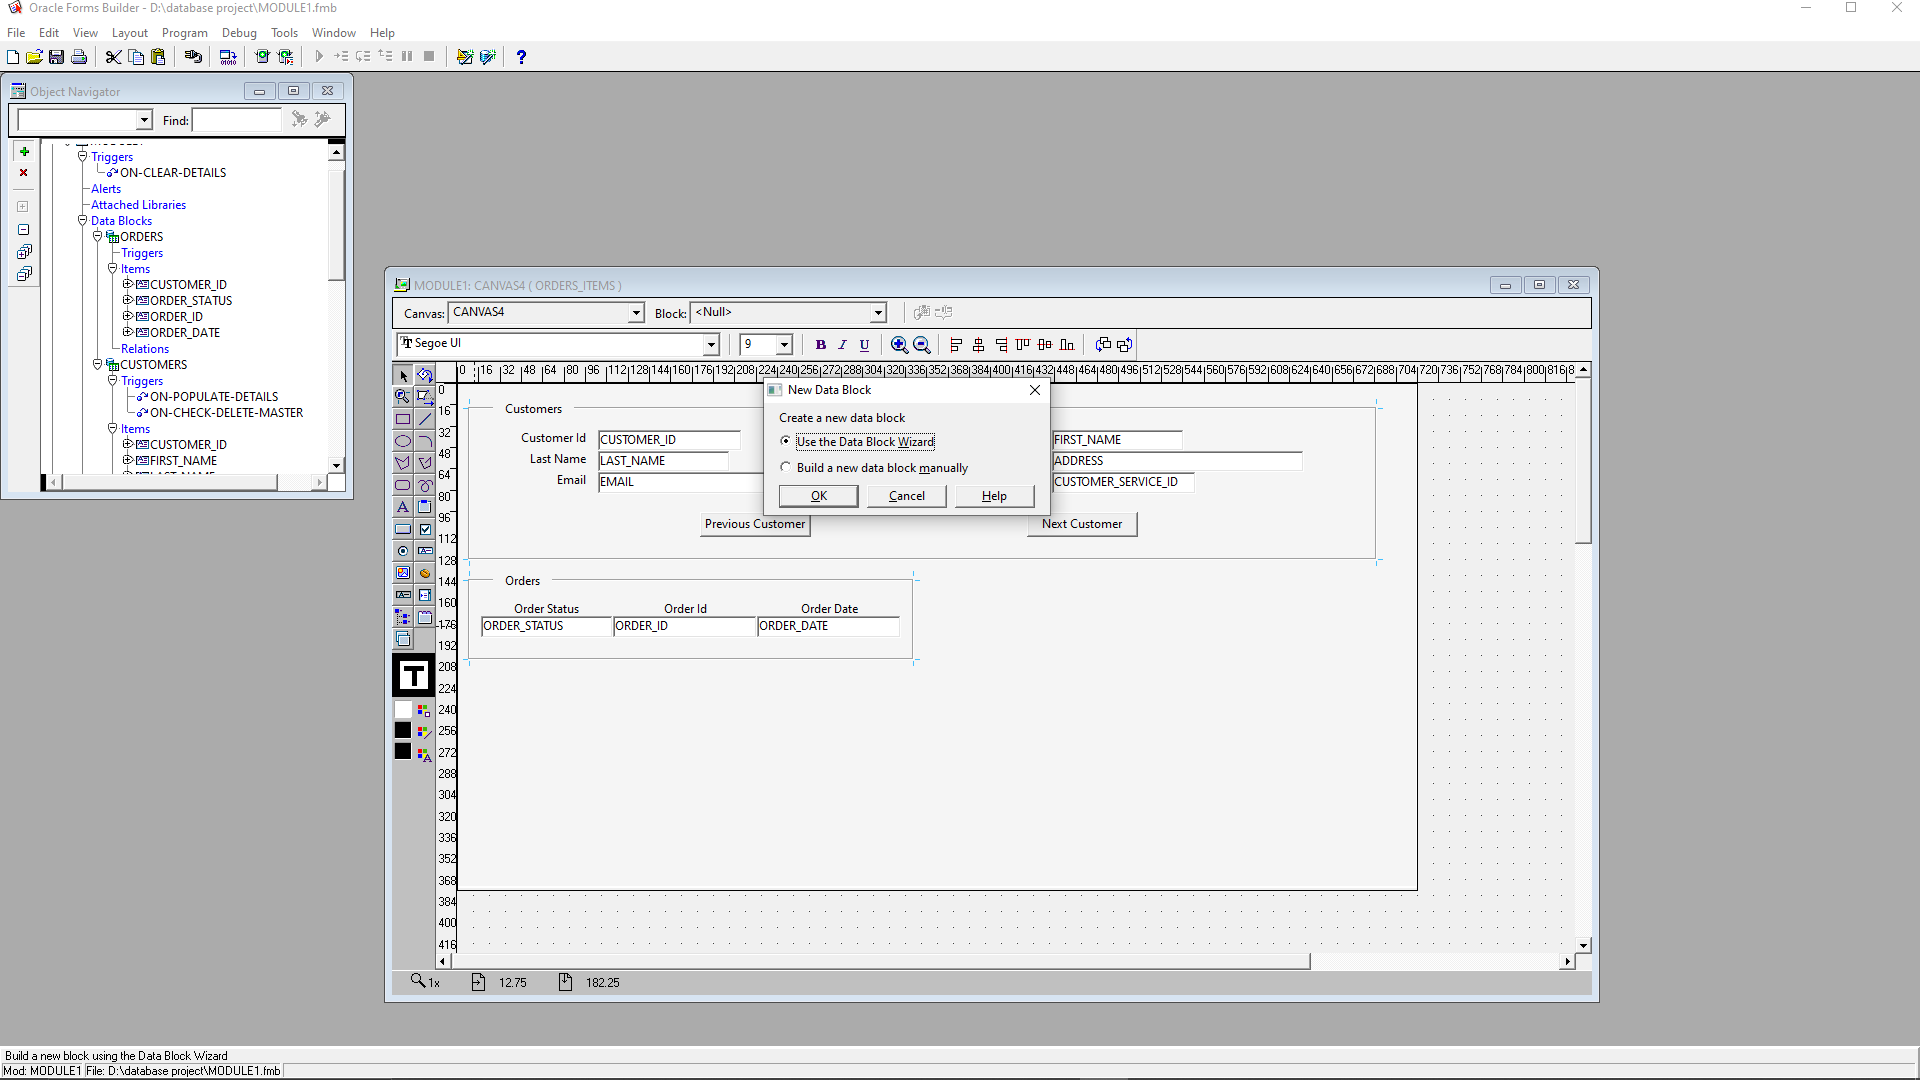 Oracle Forms Builder - D:\database project\MODULE1.fmb
File Edit View Layout Program Debug Tools Window Help
Object Navigator
Find:
Triggers
ON-CLEAR-DETAILS
Alerts
Attached Libraries
Data Blocks
ORDERS
Triggers
Items
CUSTOMER_ID
ORDER_STATUS
ORDER_ID
ORDER_DATE
Relations
CUSTOMERS
Triggers
ON-POPULATE-DETAILS
ON-CHECK-DELETE-MASTER
Items
CUSTOMER_ID
FIRST_NAME
MODULE1: CANVAS4 ( ORDERS_ITEMS )
Canvas: CANVAS4 Block: <Null>
Segoe UI 9 B I U
0 16 32 48 64 80 96 112 128 144 160 176 192 208 224 240 256 272 288 304 320 336 352 368 384 400 416 432 448 464 480 496 512 528 544 560 576 592 608 624 640 656 672 688 704 720 736 752 768 784 800 816 8
0
16
32
48
64
80
96
112
128
144
160
176
192
208
224
240
256
272
288
304
320
336
352
368
384
400
416
New Data Block
Create a new data block
Use the Data Block Wizard
Build a new data block manually
OK Cancel Help
Customers
Customer Id CUSTOMER_ID FIRST_NAME
Last Name LAST_NAME ADDRESS
Email EMAIL CUSTOMER_SERVICE_ID
Previous Customer Next Customer
Orders
Order Status Order Id Order Date
ORDER_STATUS ORDER_ID ORDER_DATE
1x 12.75 182.25
Build a new block using the Data Block Wizard
Mod: MODULE1 File: D:\database project\MODULE1.fmb